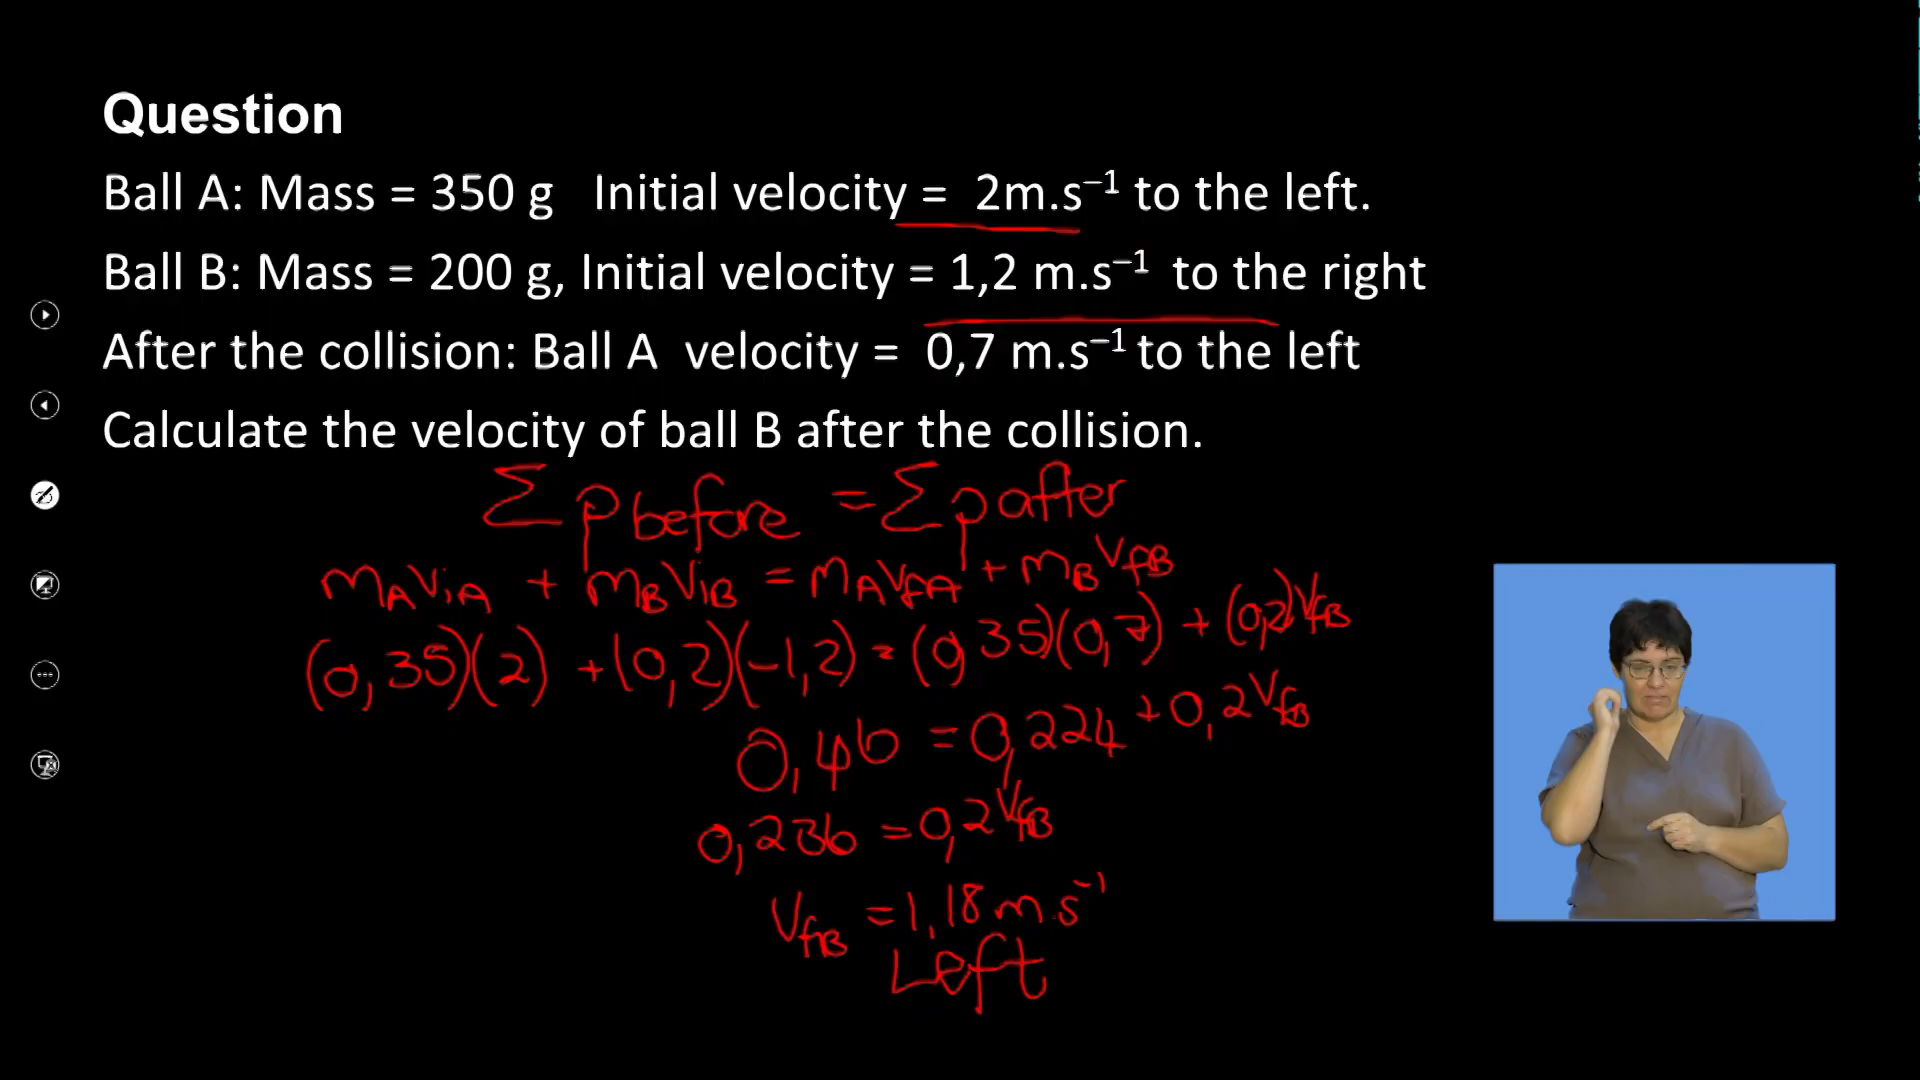 Question
Ball A: Mass = 350 g Initial velocity = 2m.s⁻¹ to the left.
Ball B: Mass = 200 g, Initial velocity = 1,2 m.s⁻¹ to the right
After the collision: Ball A velocity = 0,7 m.s⁻¹ to the left
Calculate the velocity of ball B after the collision.
Σ p before = Σ p after
mAviA + mBviB = mAvfA + mBvfB
(0,35)(2) + (0,2)(-1,2) = (0,35)(0,7) + (0,2)vfB
0,46 = 0,224 + 0,2vfB
0,236 = 0,2vfB
vfB = 1,18 m.s⁻¹
Left